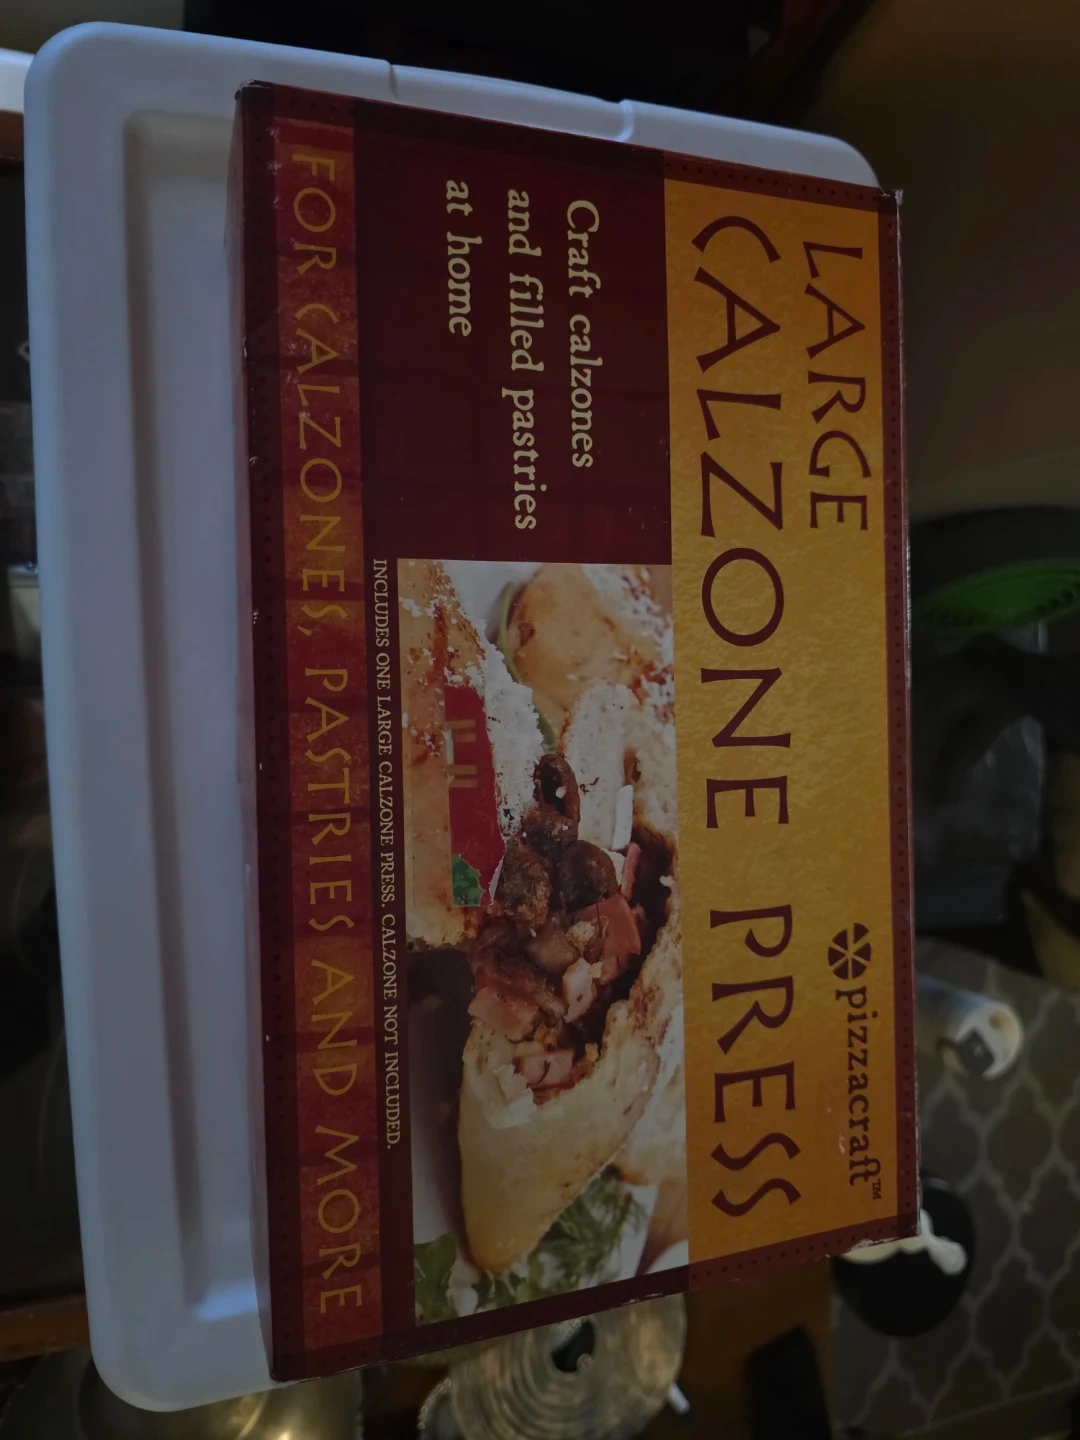 pizzacraft™
LARGE
CALZONE PRESS
Craft calzones
and filled pastries
at home
INCLUDES ONE LARGE CALZONE PRESS. CALZONE NOT INCLUDED.
FOR CALZONES, PASTRIES AND MORE